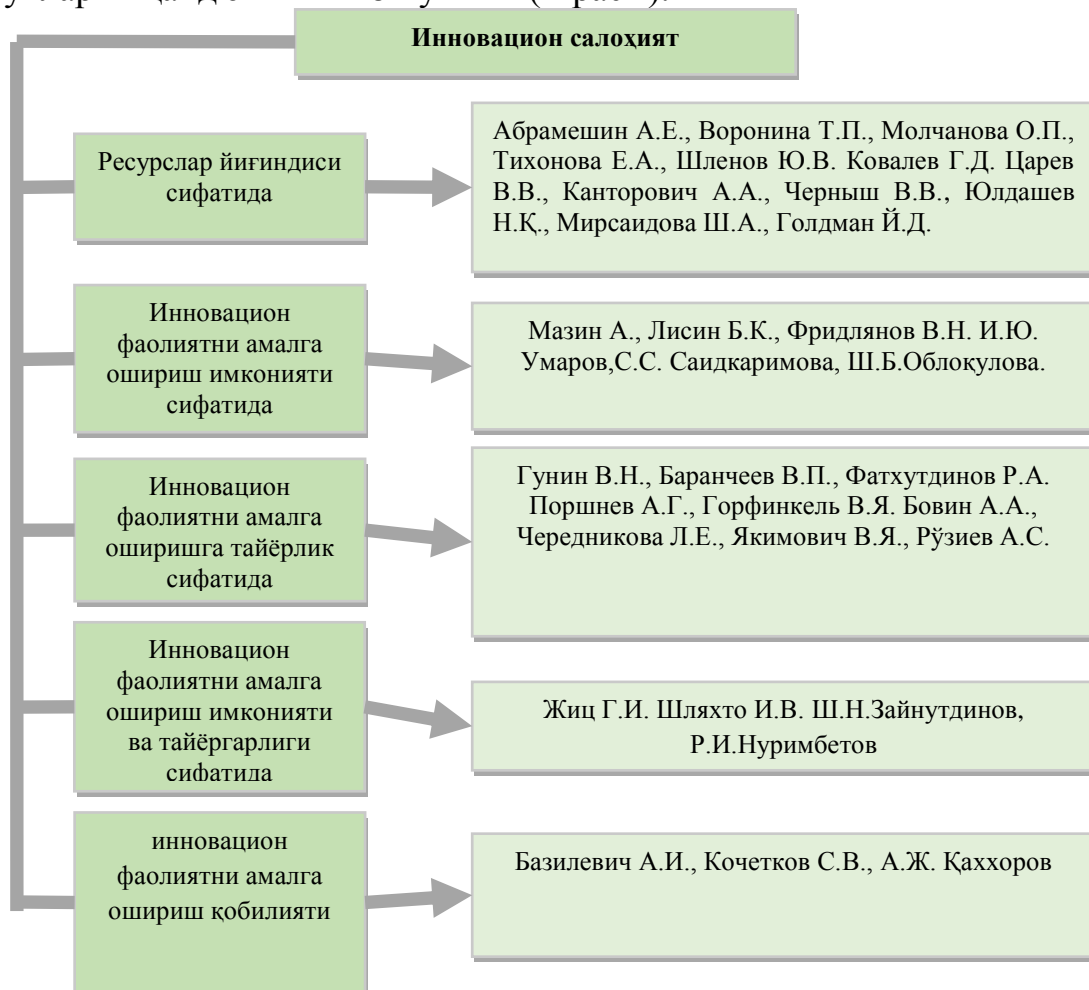 Инновацион салоҳият
Ресурслар йиғиндиси
сифатида
Абрамешин А.Е., Воронина Т.П., Молчанова О.П.,
Тихонова Е.А., Шленов Ю.В. Ковалев Г.Д. Царев
В.В., Канторович А.А., Черныш В.В., Юлдашев
Н.Қ., Мирсаидова Ш.А., Голдман Й.Д.
Инновацион
фаолиятни амалга
ошириш имконияти
сифатида
Мазин А., Лисин Б.К., Фридлянов В.Н. И.Ю.
Умаров,С.С. Саидкаримова, Ш.Б.Облоқулова.
Инновацион
фаолиятни амалга
оширишга тайёрлик
сифатида
Гунин В.Н., Баранчеев В.П., Фатхутдинов Р.А.
Поршнев А.Г., Горфинкель В.Я. Бовин А.А.,
Чередникова Л.Е., Якимович В.Я., Рўзиев А.С.
Инновацион
фаолиятни амалга
ошириш имконияти
ва тайёргарлиги
сифатида
Жиц Г.И. Шляхто И.В. Ш.Н.Зайнутдинов,
Р.И.Нуримбетов
инновацион
фаолиятни амалга
ошириш қобилияти
Базилевич А.И., Кочетков С.В., А.Ж. Қаххоров